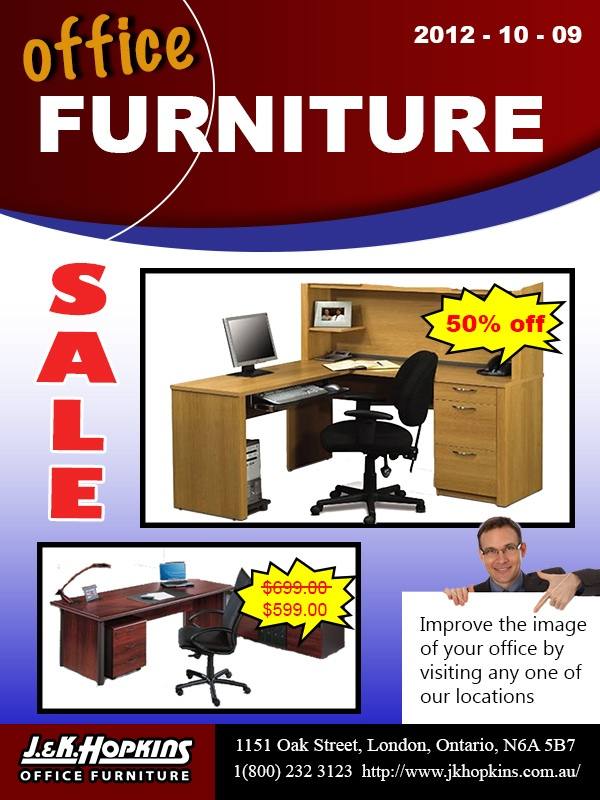 office
2012 - 10 - 09
FURNITURE
SALE
50% off
$699.00
$599.00
Improve the image
of your office by
visiting any one of
our locations
J.&K.HOPKINS
OFFICE FURNITURE
1151 Oak Street, London, Ontario, N6A 5B7
1(800) 232 3123 http://www.jkhopkins.com.au/